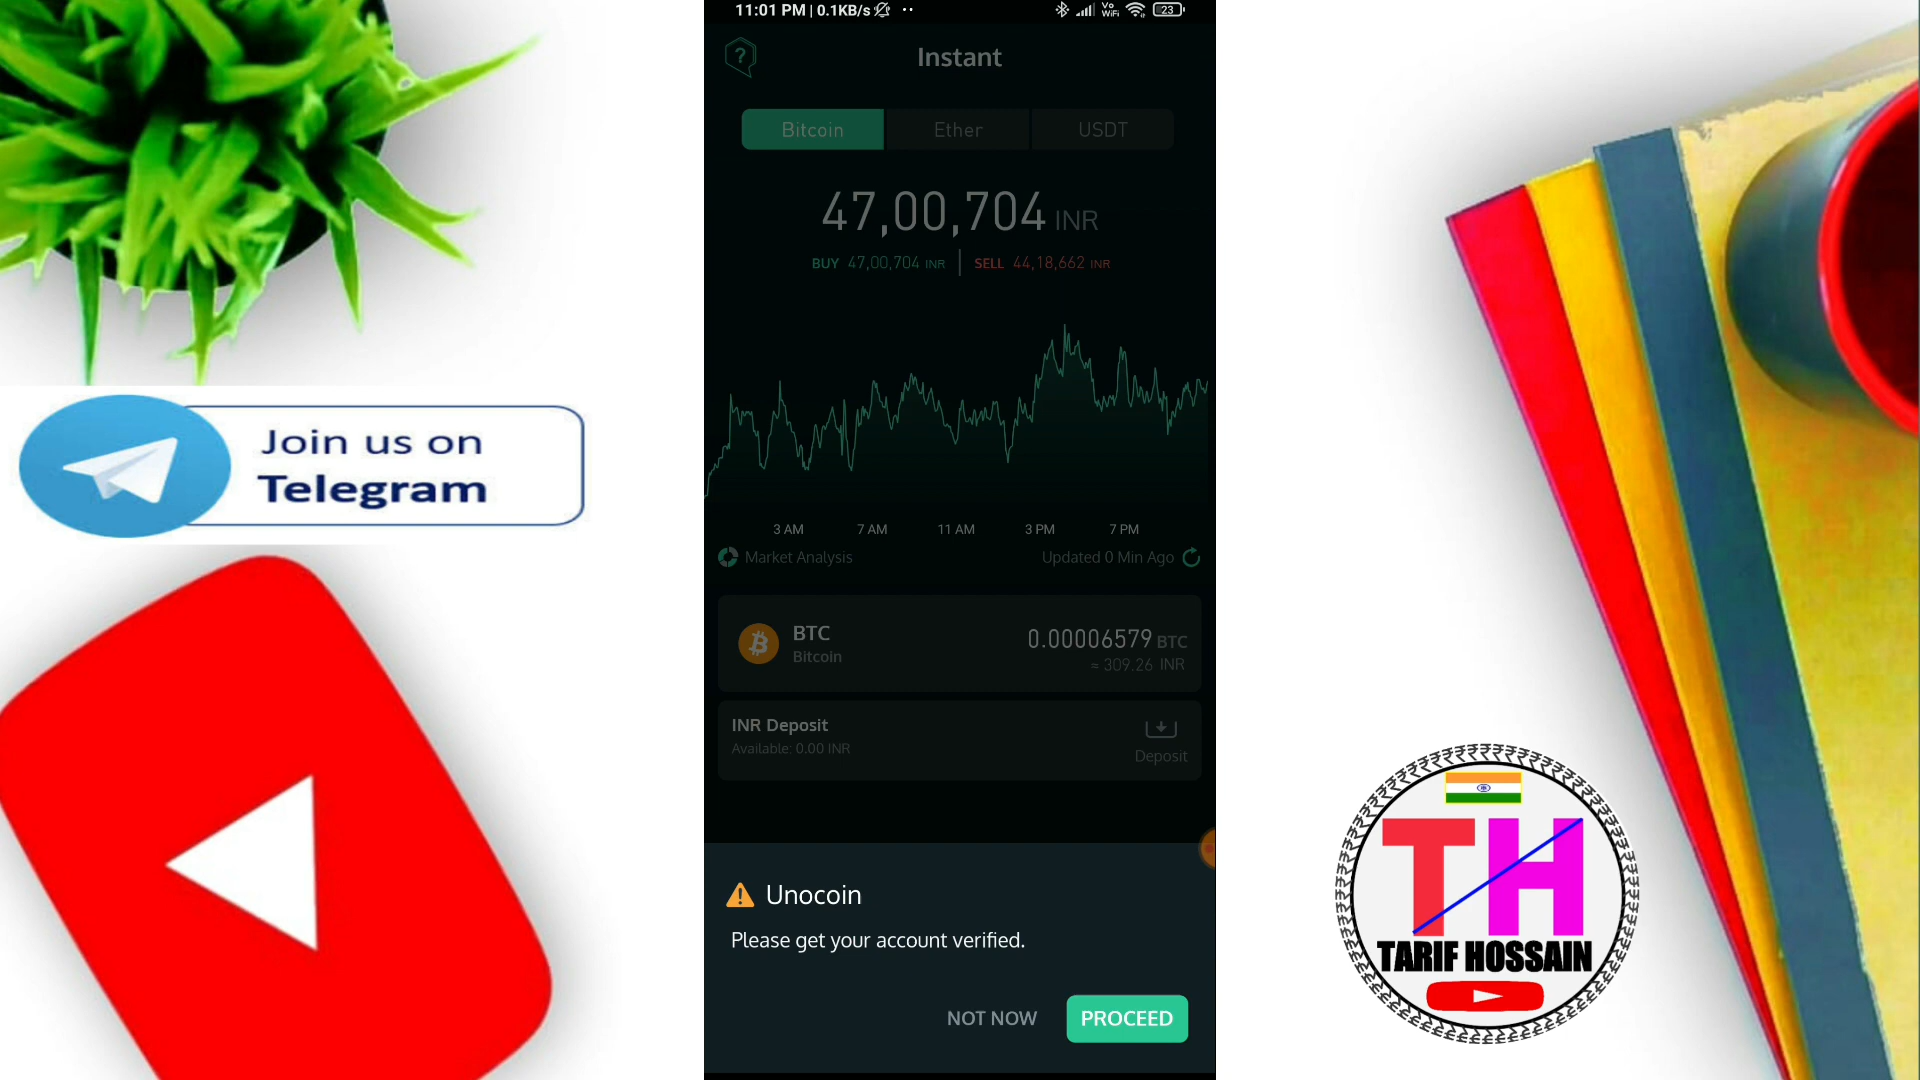 11:01 PM | 0.1KB/s
Vo WiFi
23
Instant
Bitcoin Ether USDT
47,00,704 INR
BUY 47,00,704 INR | SELL 44,18,662 INR
3 AM 7 AM 11 AM 3 PM 7 PM
Market Analysis Updated 0 Min Ago
BTC 0.00006579 BTC
Bitcoin ≈ 309.26 INR
INR Deposit
Available: 0.00 INR Deposit
Unocoin
Please get your account verified.
NOT NOW PROCEED
Join us on
Telegram
TH
TARIF HOSSAIN